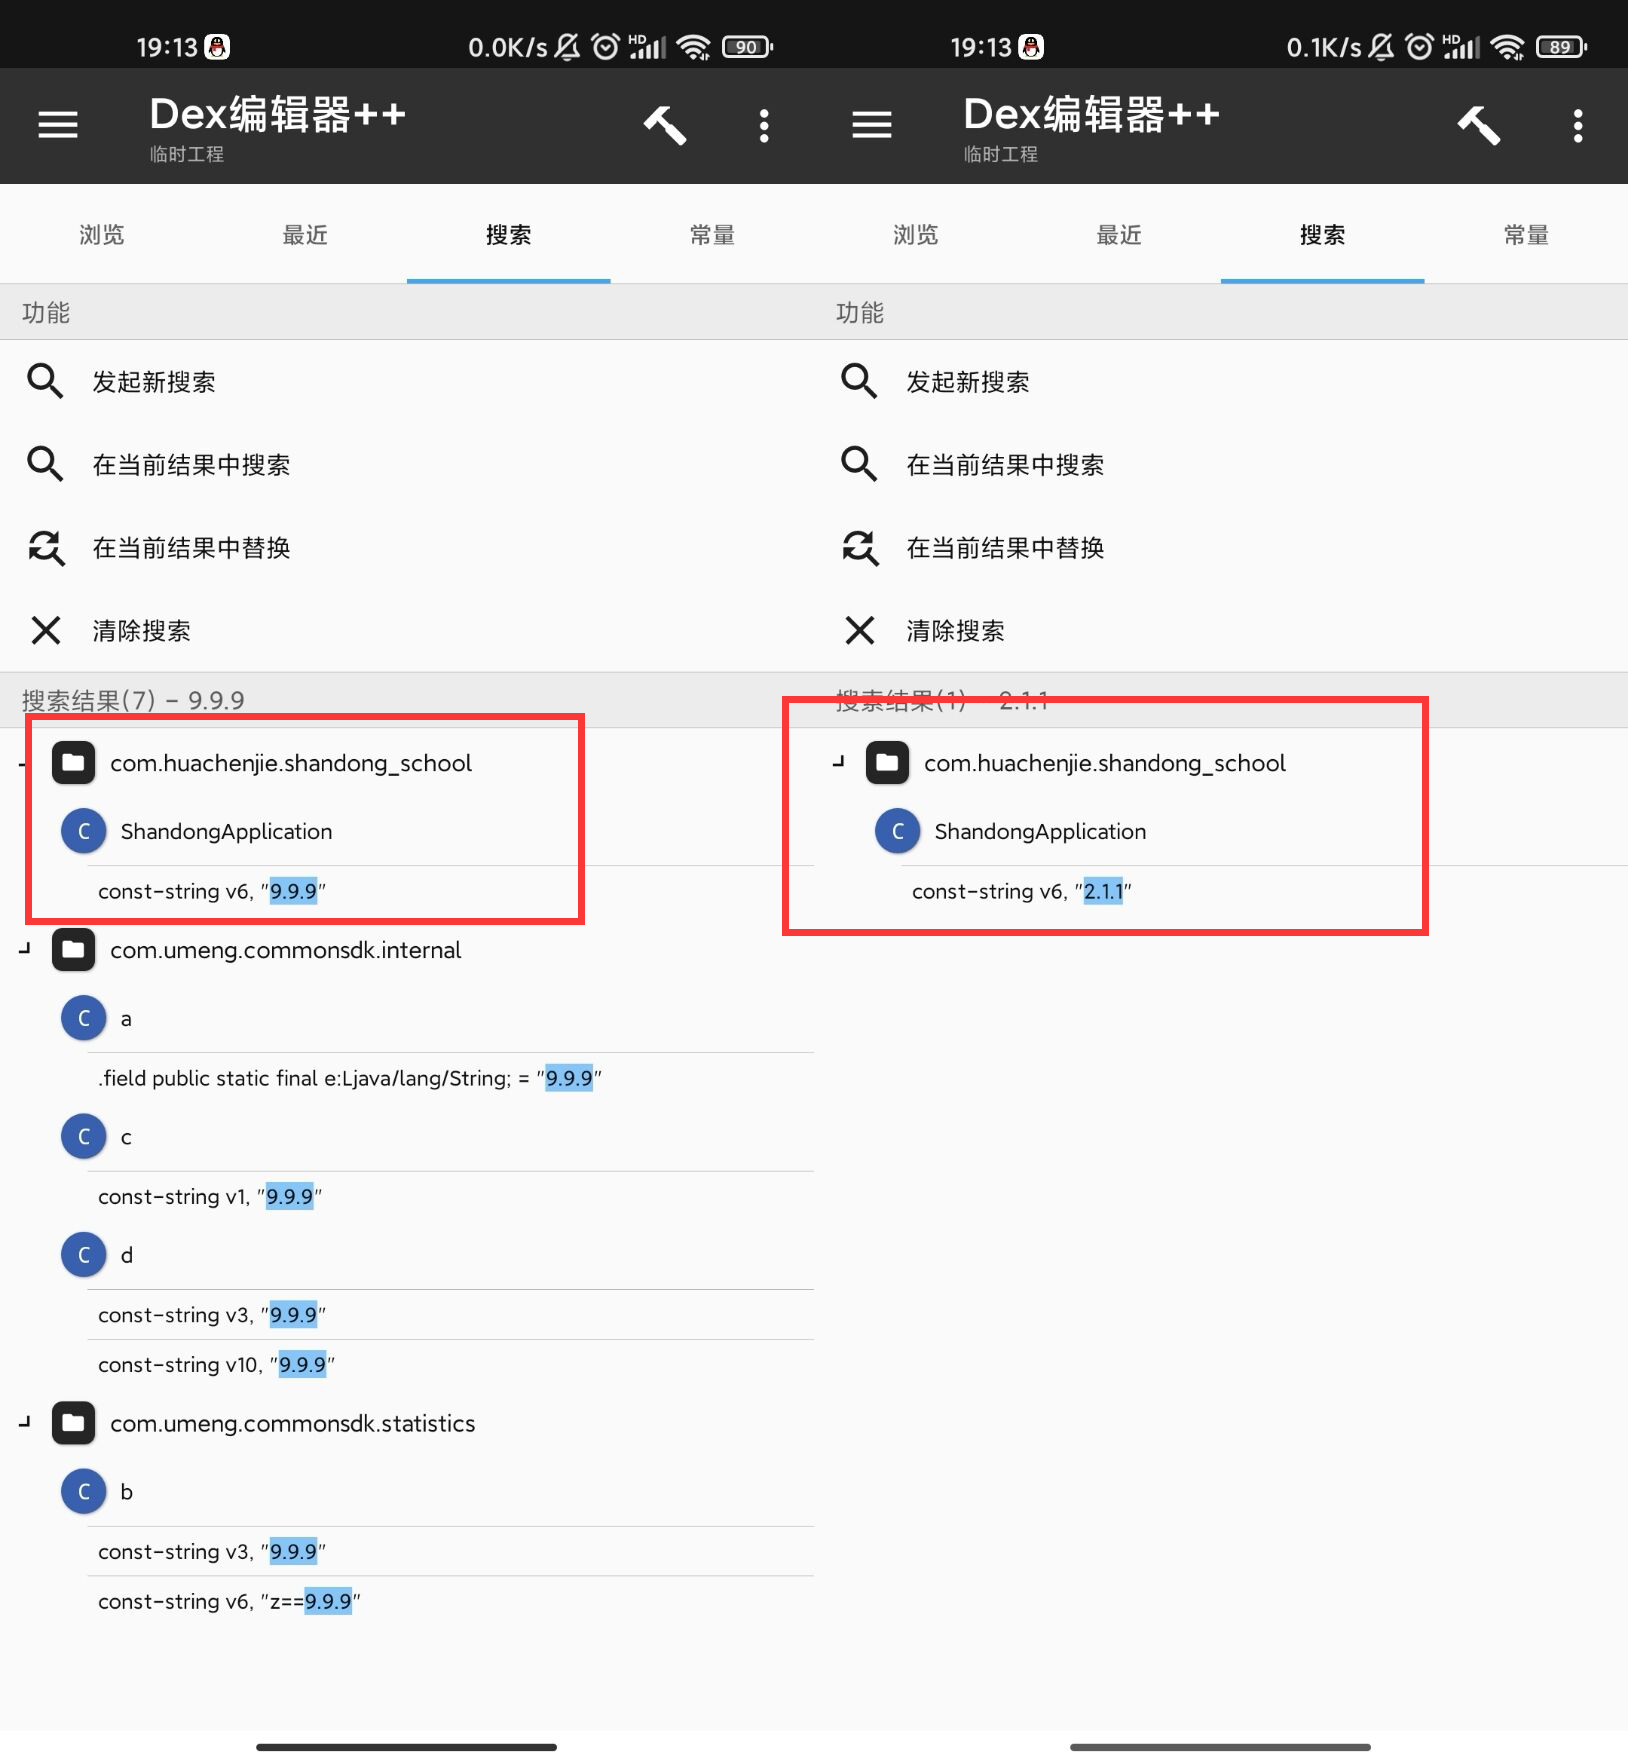 19:13
0.0K/s HD 90
Dex编辑器++
临时工程
浏览 最近 搜索 常量
功能
发起新搜索
在当前结果中搜索
在当前结果中替换
清除搜索
搜索结果(7) - 9.9.9
com.huachenjie.shandong_school
C ShandongApplication
const-string v6, "9.9.9"
com.umeng.commonsdk.internal
C a
.field public static final e:Ljava/lang/String; = "9.9.9"
C c
const-string v1, "9.9.9"
C d
const-string v3, "9.9.9"
const-string v10, "9.9.9"
com.umeng.commonsdk.statistics
C b
const-string v3, "9.9.9"
const-string v6, "z==9.9.9"
19:13
0.1K/s HD 89
Dex编辑器++
临时工程
浏览 最近 搜索 常量
功能
发起新搜索
在当前结果中搜索
在当前结果中替换
清除搜索
搜索结果(1) - 2.1.1
com.huachenjie.shandong_school
C ShandongApplication
const-string v6, "2.1.1"